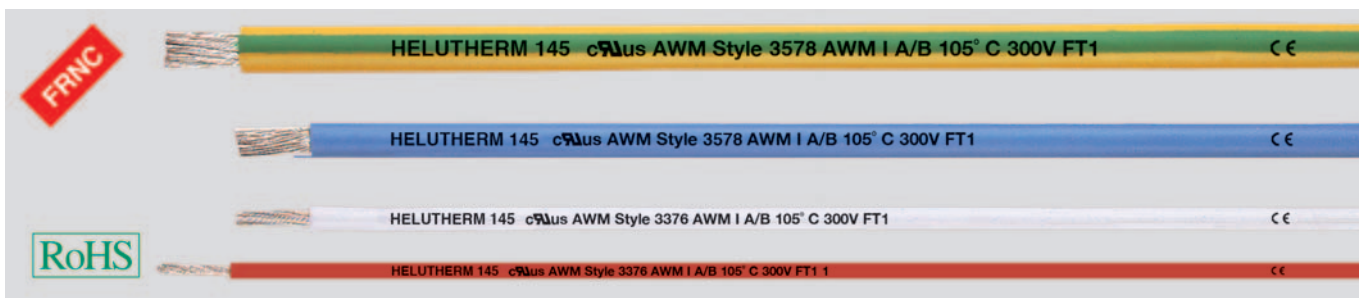 FRNC
HELUTHERM 145 cRUus AWM Style 3578 AWM I A/B 105° C 300V FT1 CE
HELUTHERM 145 cRUus AWM Style 3578 AWM I A/B 105° C 300V FT1 CE
HELUTHERM 145 cRUus AWM Style 3376 AWM I A/B 105° C 300V FT1 CE
RoHS
HELUTHERM 145 cRUus AWM Style 3376 AWM I A/B 105° C 300V FT1 1 CE